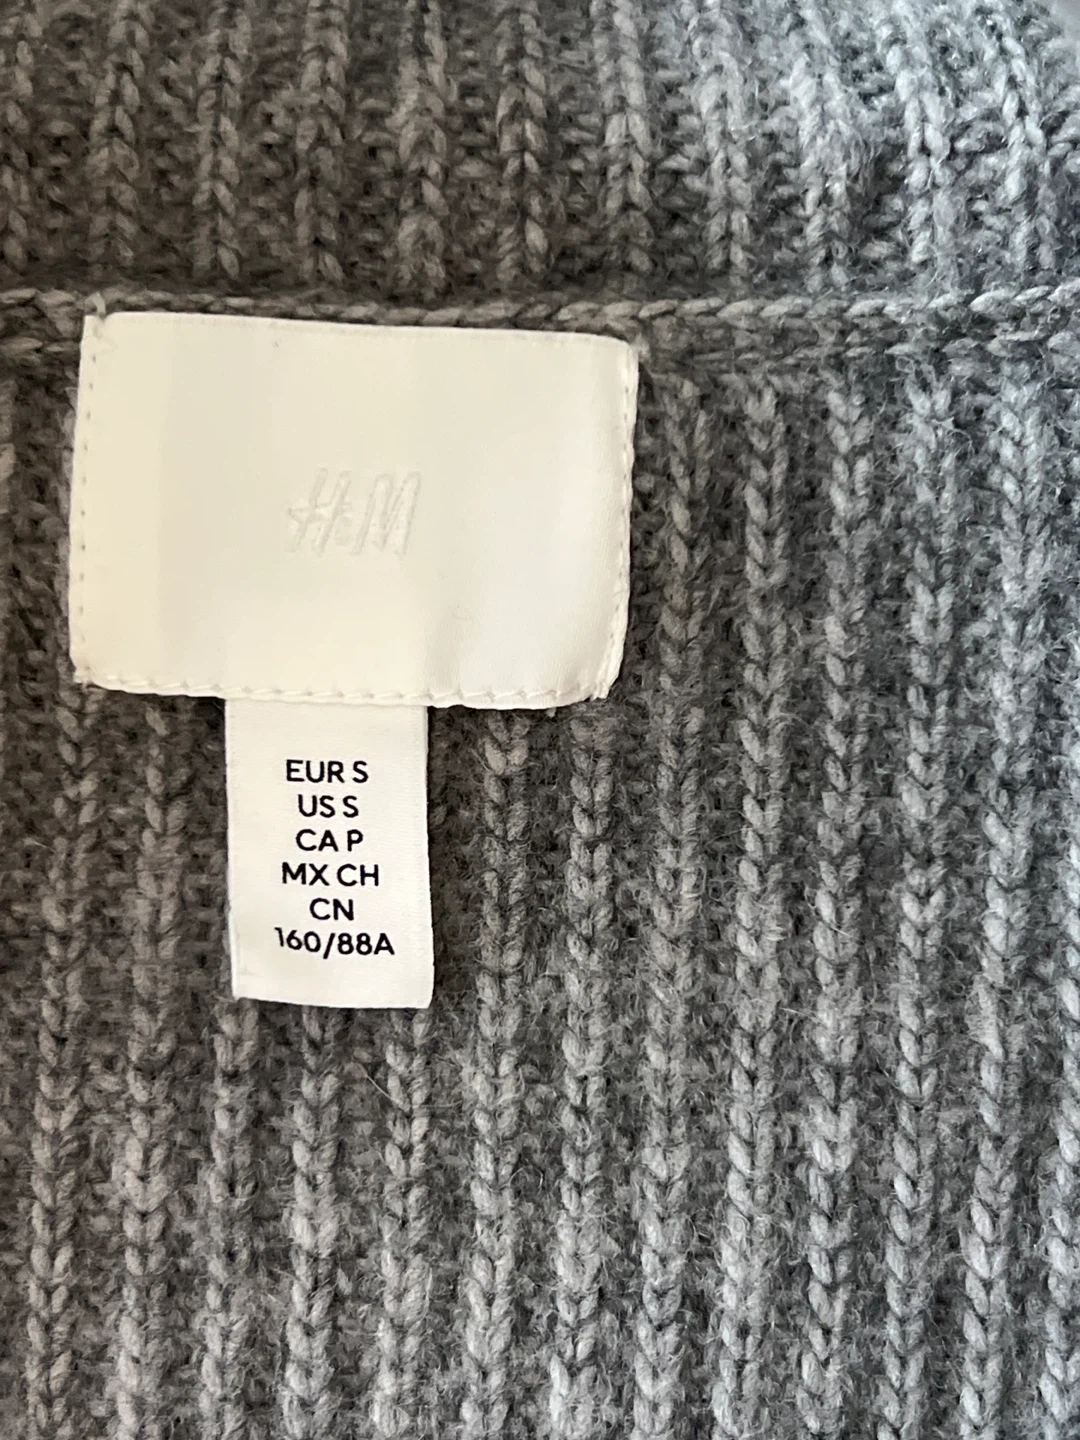 H&M
EUR S
US S
CA P
MX CH
CN
160/88A